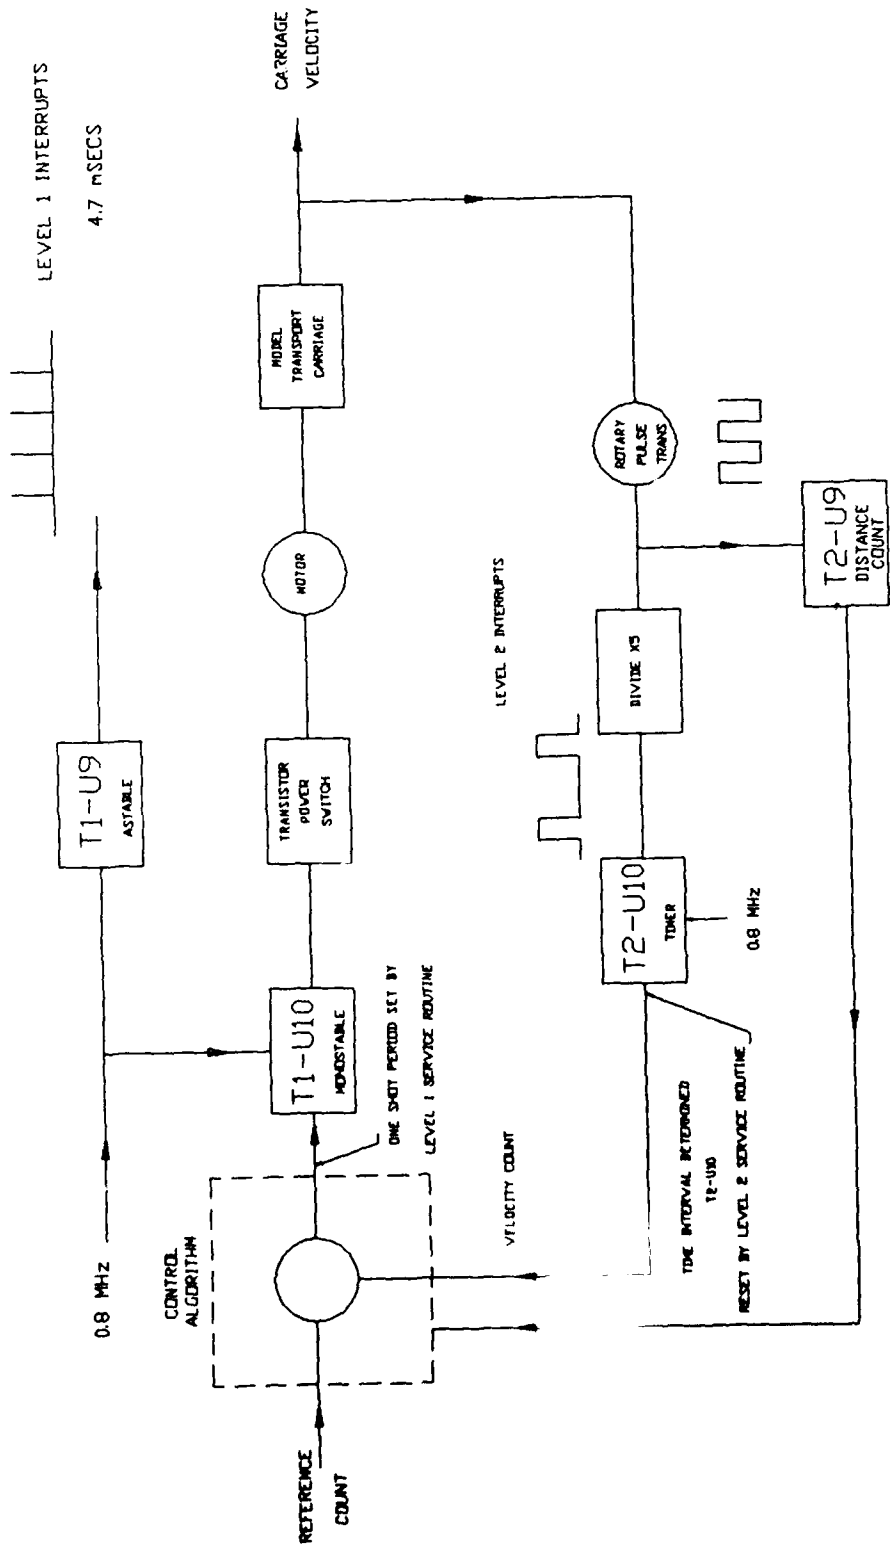 LEVEL 1 INTERRUPTS
4.7 mSECS
0.8 MHz
T1-U9
ASTABLE
CONTROL
ALGORITHM
REFERENCE
COUNT
T1-U10
MONOSTABLE
TRANSISTOR
POWER
SWITCH
MOTOR
MODEL
TRANSPORT
CARRIAGE
CARRIAGE
VELOCITY
ONE SHOT PERIOD SET BY
LEVEL 1 SERVICE ROUTINE
VELOCITY COUNT
LEVEL 2 INTERRUPTS
T2-U10
TIMER
0.8 MHz
DIVIDE X5
ROTARY
PULSE
TRANS
TIME INTERVAL DETERMINED
T2-U10
RESET BY LEVEL 2 SERVICE ROUTINE
T2-U9
DISTANCE
COUNT